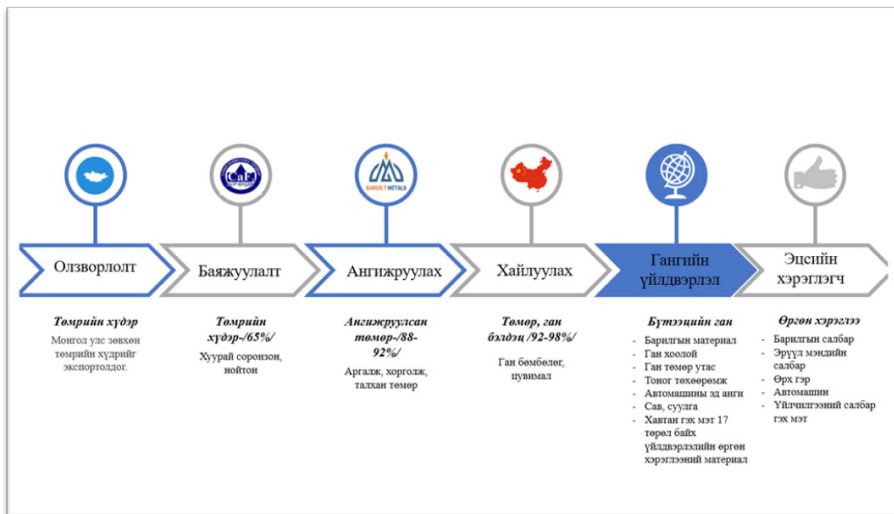 Олзворлолт
Баяжуулалт
Ангижруулах
Хайлуулах
Гангийн
үйлдвэрлэл
Эцсийн
хэрэглэгч
BARGILT METALS
Төмрийн хүдэр
Монгол улс зөвхөн
төмрийн хүдрийг
экспортолдог.
Төмрийн
хүдэр-/65%/
Хуурай соронзон,
нойтон
Ангижруулсан
төмөр-/88-
92%/
Аргалж, хорголж,
талхан төмөр
Төмөр, ган
бэлдэц /92-98%/
Ган бөмбөлөг,
цувимал
Бүтээцийн ган
- Барилгын материал
- Ган хоолой
- Ган төмөр утас
- Тоног төхөөрөмж
- Автомашины эд анги
- Сав, суулга
- Хавтан гэх мэт 17
төрөл байх
үйлдвэрлэлийн өргөн
хэрэглээний материал
Өргөн хэрэглээ
- Барилгын салбар
- Эрүүл мэндийн
салбар
- Өрх гэр
- Автомашин
- Үйлчилгээний салбар
гэх мэт